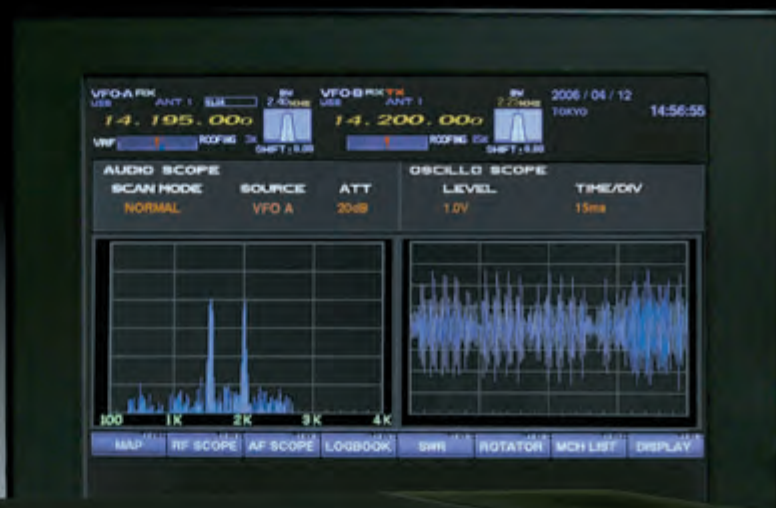 VFO-A RX BW VFO-B RX TX BW 2006 / 04 / 12
USB ANT 1 2.40 USB ANT 1 TOKYO 14:56:55
14. 195. 000 14. 200. 000
VRF ROOFING 3K SHIFT : 0.00 ROOFING 15K SHIFT : 0.00
AUDIO SCOPE OSCILLO SCOPE
SCAN MODE SOURCE ATT LEVEL TIME/DIV
NORMAL VFO A 20dB 1.0V 15ms
100 1K 2K 3K 4K
MAP RF SCOPE AF SCOPE LOGBOOK SWR ROTATOR MCH LIST DISPLAY